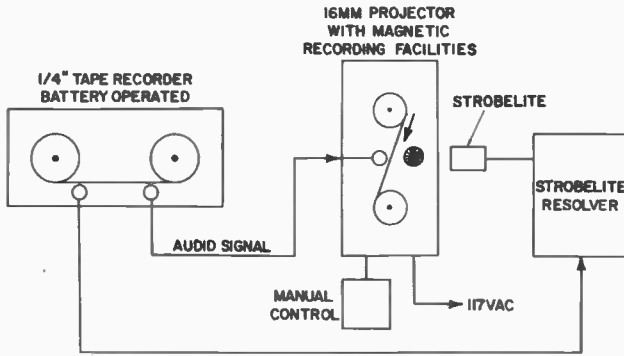 16MM PROJECTOR
WITH MAGNETIC
RECORDING FACILITIES
1/4" TAPE RECORDER
BATTERY OPERATED
STROBELITE
STROBELITE
RESOLVER
AUDIO SIGNAL
MANUAL
CONTROL
117VAC